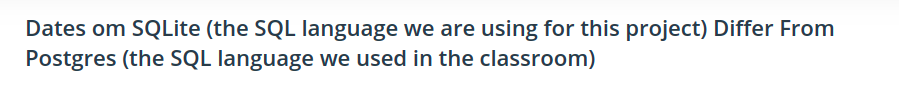 Dates om SQLite (the SQL language we are using for this project) Differ From
Postgres (the SQL language we used in the classroom)